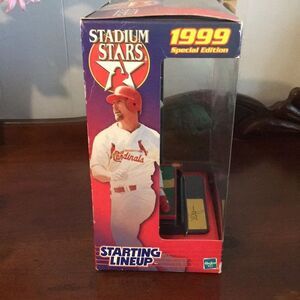 STADIUM
STARS
1999
Special Edition
Cardinals
STARTING
LINEUP
Hasbro